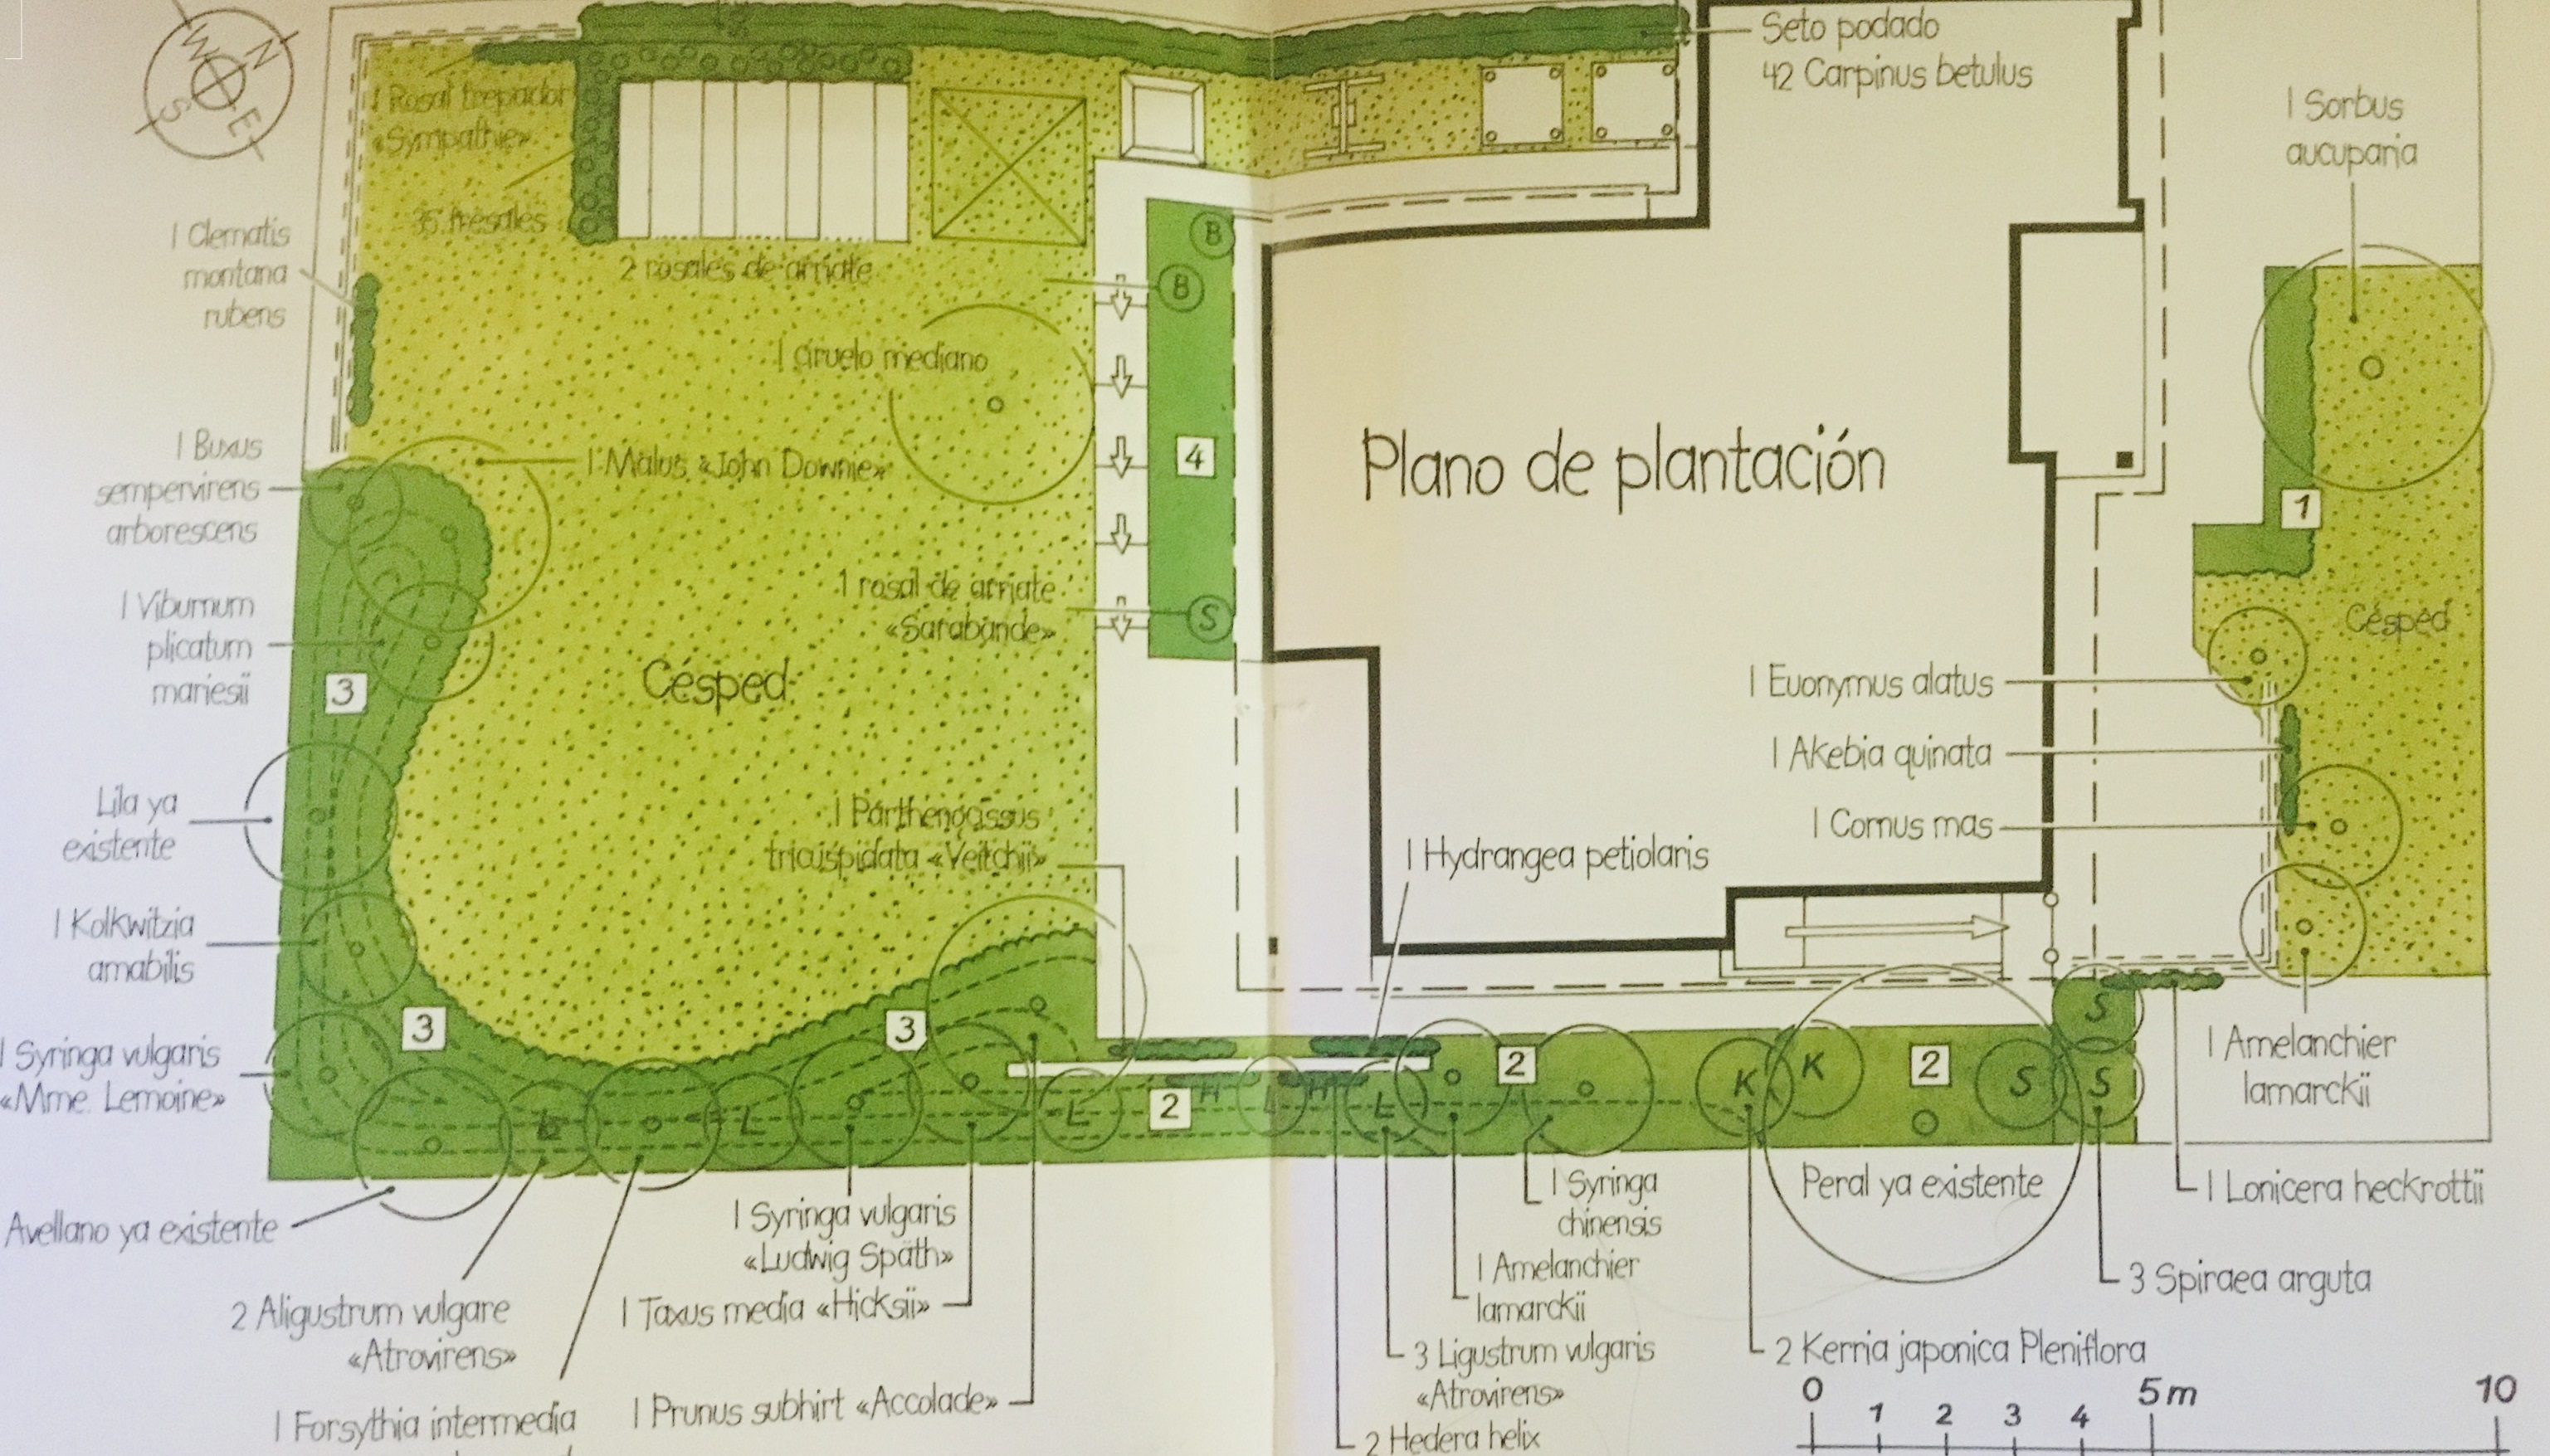 W
N
S
E
Seto podado
42 Carpinus betulus
1 Sorbus
aucuparia
1 Rosal trepador
«Sympathie»
35 fresales
1 Clematis
montana
rubens
2 rosales de arriate
B
B
1 ciruelo mediano
1 Buxus
sempervirens
arborescens
1 Malus «John Downie»
4
Plano de plantación
1
1 Viburnum
plicatum
mariesii
3
1 rosal de arriate
«Sarabande»
S
Césped
Césped
1 Euonymus alatus
1 Akebia quinata
1 Cornus mas
Lila ya
existente
1 Parthenocissus
tricuspidata «Veitchii»
1 Hydrangea petiolaris
1 Kolkwitzia
amabilis
3
3
1 Syringa vulgaris
«Mme. Lemoine»
L
L
L
2
H
L
H
L
2
K
K
2
S
S
S
1 Amelanchier
lamarckii
Avellano ya existente
1 Syringa vulgaris
«Ludwig Späth»
1 Syringa
chinensis
Peral ya existente
1 Lonicera heckrottii
2 Aligustrum vulgare
«Atrovirens»
1 Taxus media «Hicksii»
1 Amelanchier
lamarckii
3 Spiraea arguta
3 Ligustrum vulgaris
«Atrovirens»
2 Kerria japonica Pleniflora
1 Forsythia intermedia
1 Prunus subhirt «Accolade»
2 Hedera helix
0 5m 10
1 2 3 4